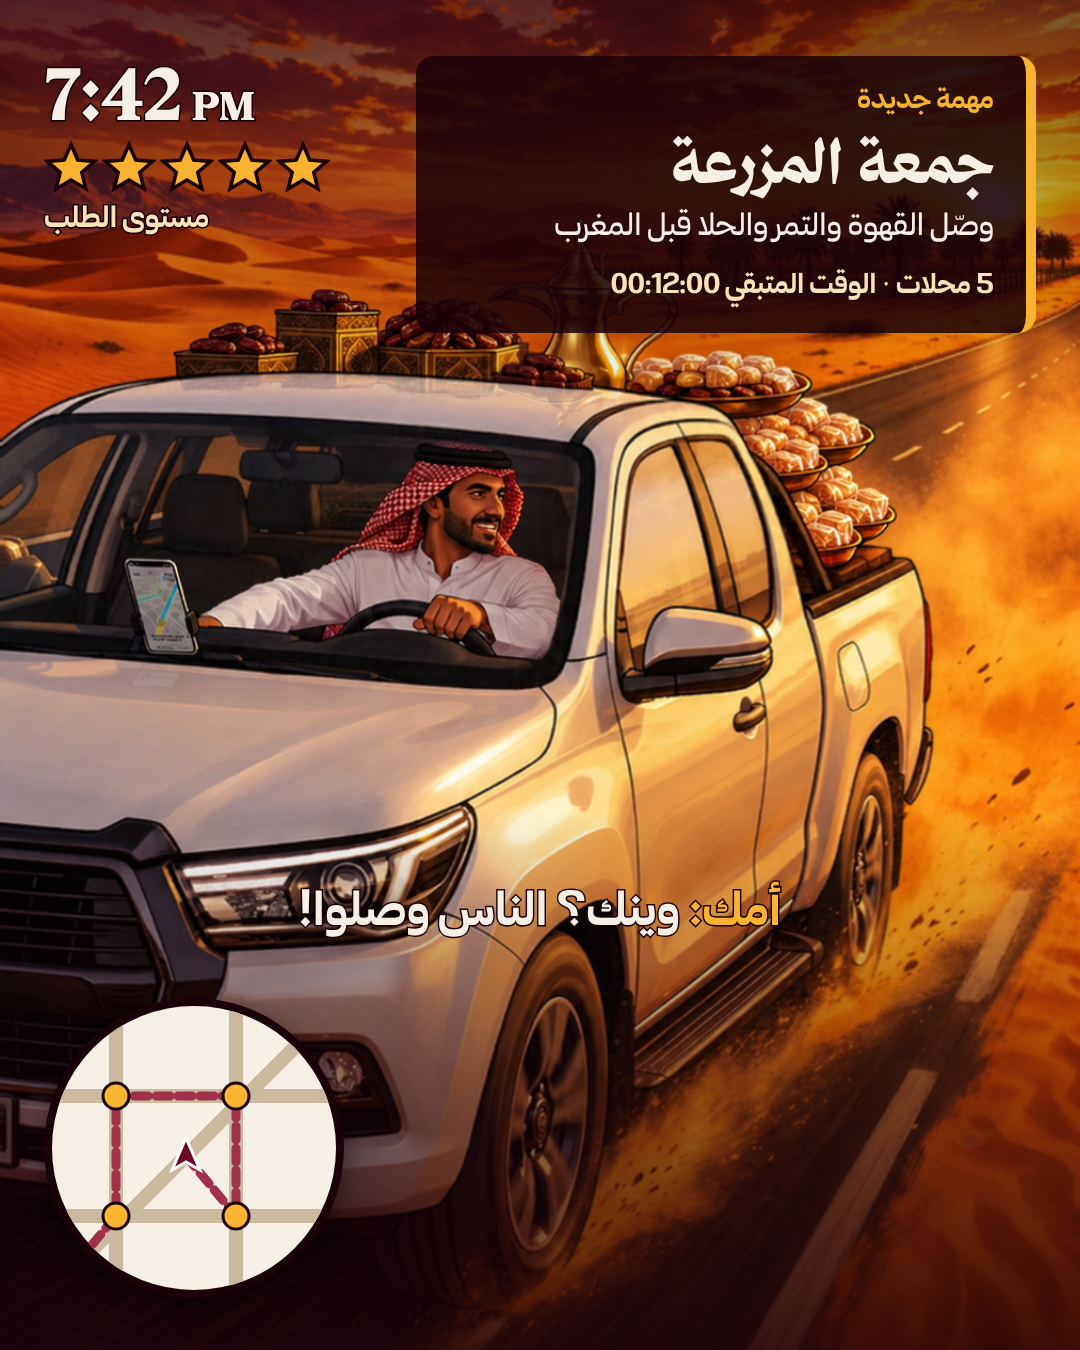 7:42 PM
مستوى الطلب
مهمة جديدة
جمعة المزرعة
وصّل القهوة والتمر والحلا قبل المغرب
5 محلات · الوقت المتبقي 00:12:00
أمك: وينك؟ الناس وصلوا!